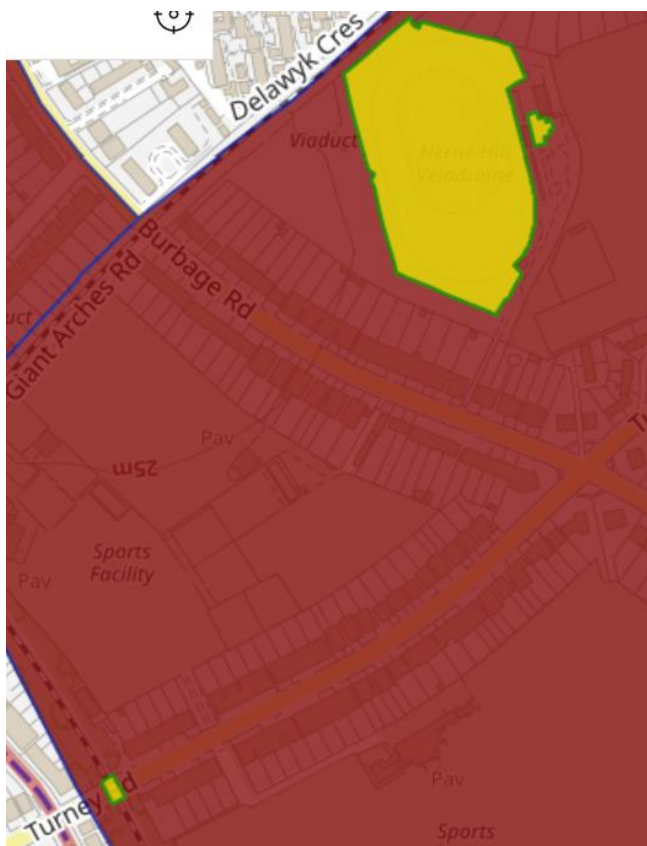 Delawyk Cres
Viaduct
Herne Hill
Velodrome
Burbage Rd
Giant Arches Rd
uct
Pav
25m
Sports
Facility
Pav
Tu
Turney Rd
Pav
Sports